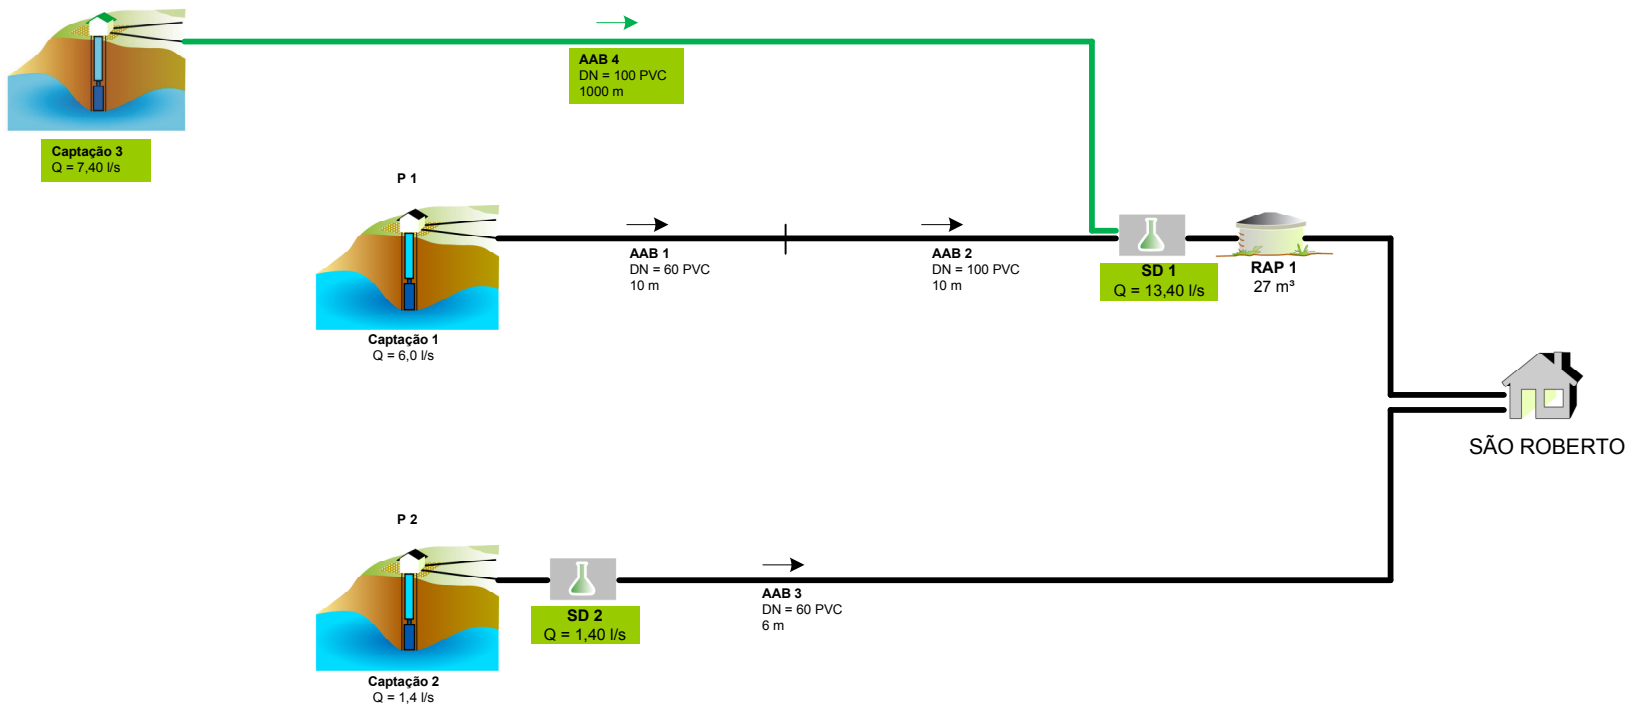 AAB 4
DN = 100 PVC
1000 m
Captação 3
Q = 7,40 l/s
P 1
AAB 1
DN = 60 PVC
10 m
AAB 2
DN = 100 PVC
10 m
SD 1
Q = 13,40 l/s
RAP 1
27 m³
Captação 1
Q = 6,0 l/s
SÃO ROBERTO
P 2
SD 2
Q = 1,40 l/s
AAB 3
DN = 60 PVC
6 m
Captação 2
Q = 1,4 l/s